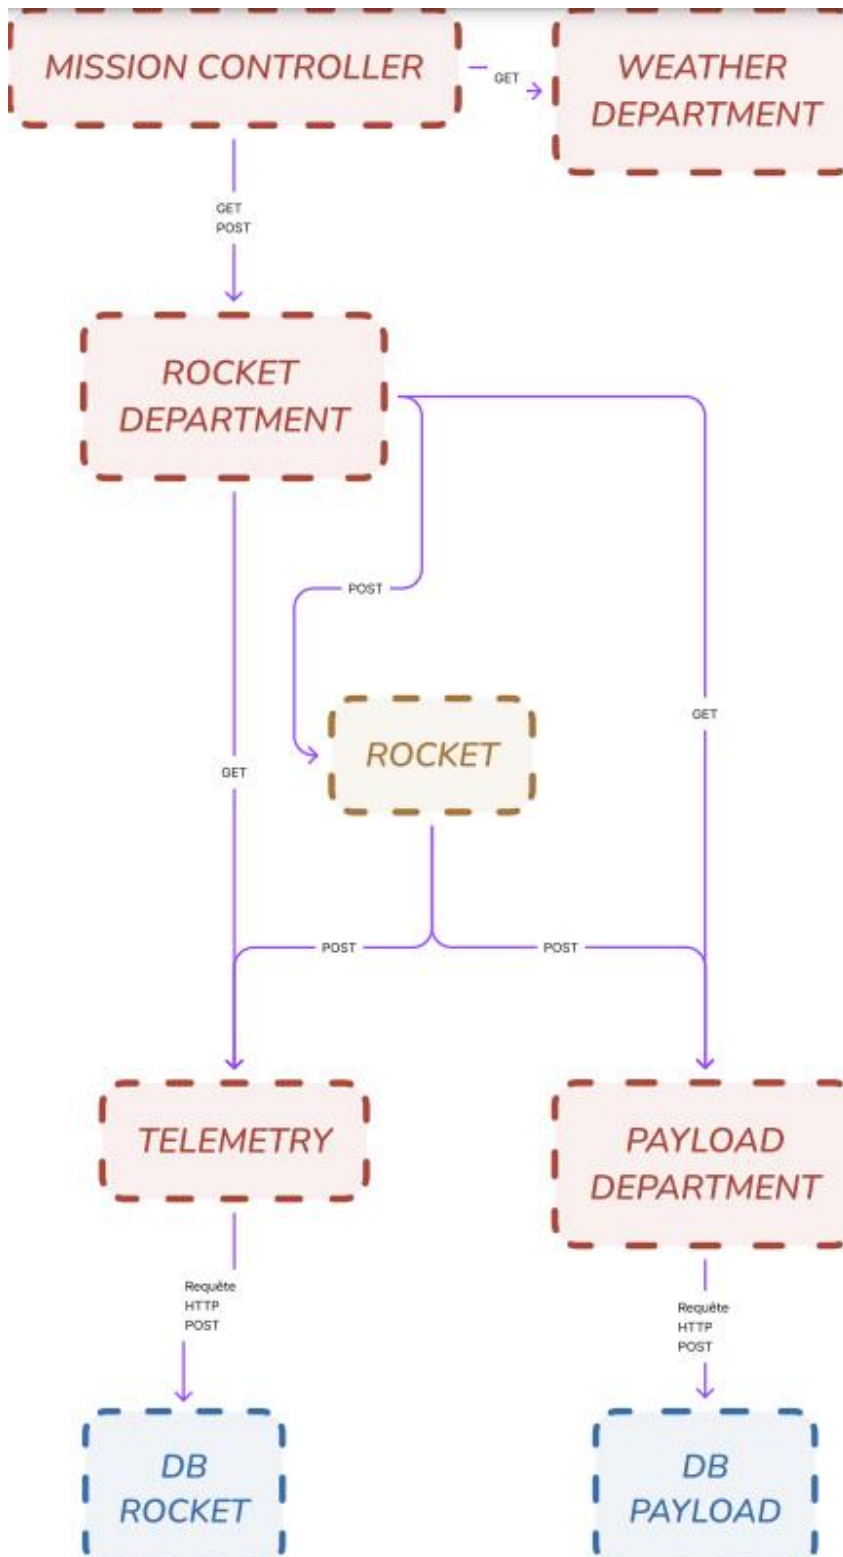 MISSION CONTROLLER
GET
WEATHER
DEPARTMENT
GET
POST
ROCKET
DEPARTMENT
POST
GET
ROCKET
GET
POST
POST
TELEMETRY
PAYLOAD
DEPARTMENT
Requête
HTTP
POST
Requête
HTTP
POST
DB
ROCKET
DB
PAYLOAD